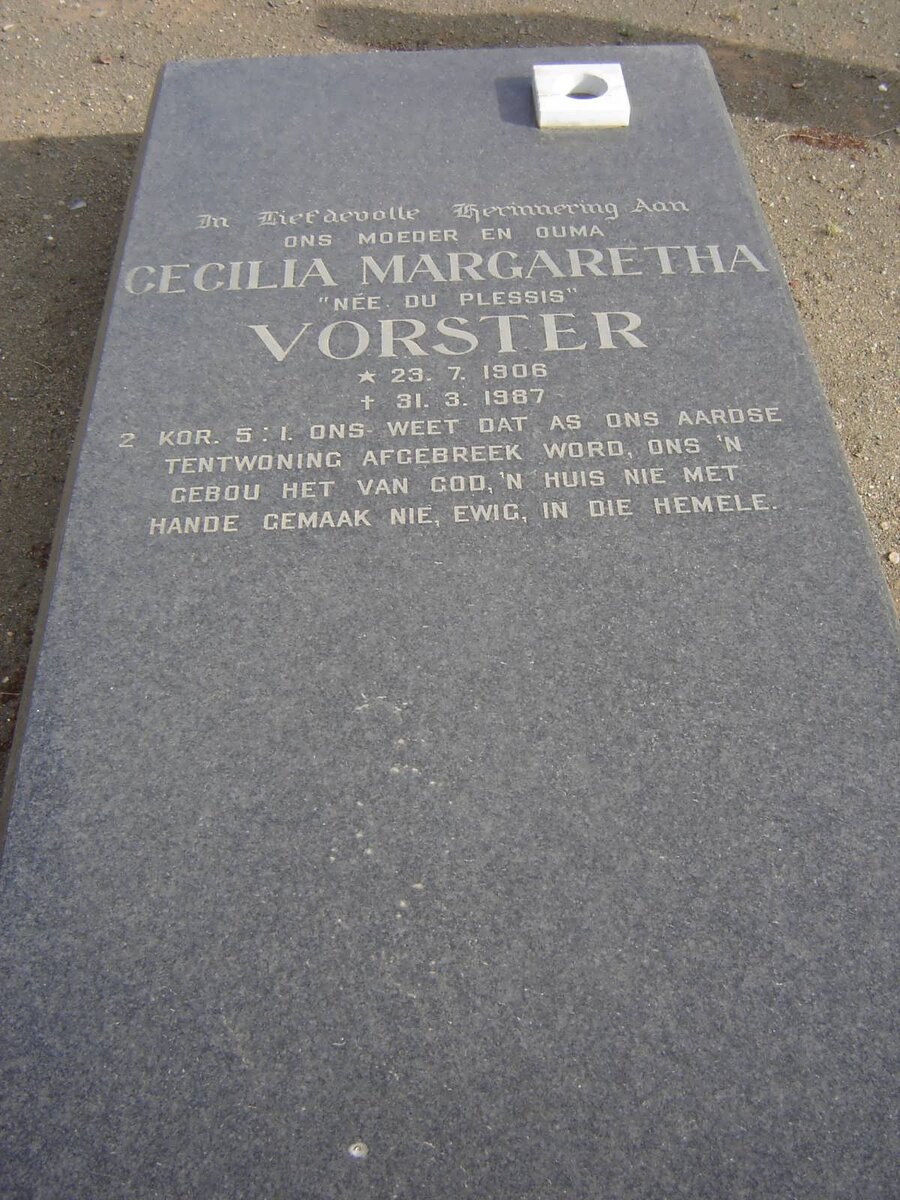 In Liefdevolle Herinnering Aan
ONS MOEDER EN OUMA
CECILIA MARGARETHA
"NÉE. DU PLESSIS"
VORSTER
★ 23. 7. 1906
† 31. 3. 1987
2 KOR. 5:1. ONS WEET DAT AS ONS AARDSE
TENTWONING AFGEBREEK WORD, ONS 'N
GEBOU HET VAN GOD, 'N HUIS NIE MET
HANDE GEMAAK NIE, EWIG, IN DIE HEMELE.